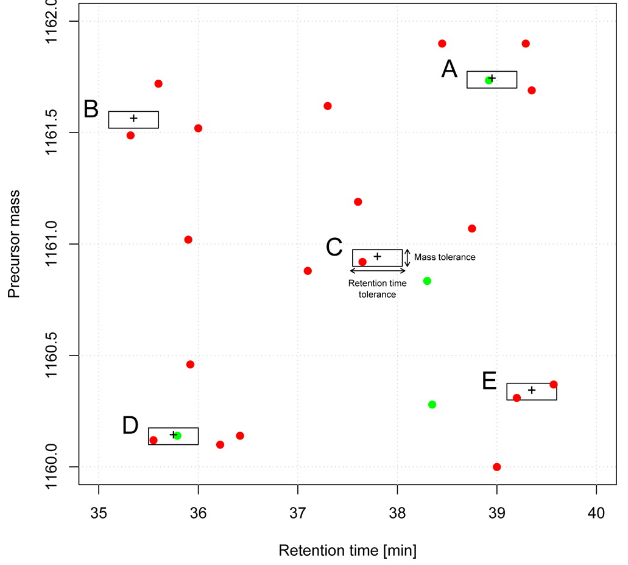 1162.0
1161.5
1161.0
1160.5
1160.0
Precursor mass
A
B
C
Mass tolerance
Retention time
tolerance
E
D
35 36 37 38 39 40
Retention time [min]